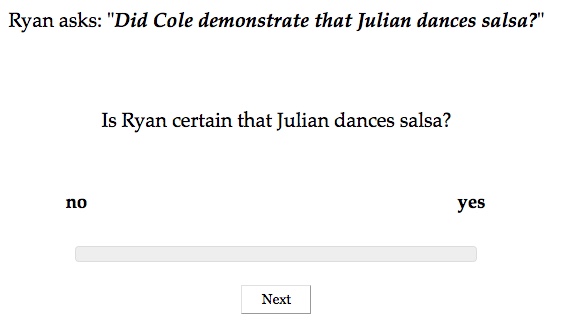 Ryan asks: "Did Cole demonstrate that Julian dances salsa?"
Is Ryan certain that Julian dances salsa?
no yes
Next